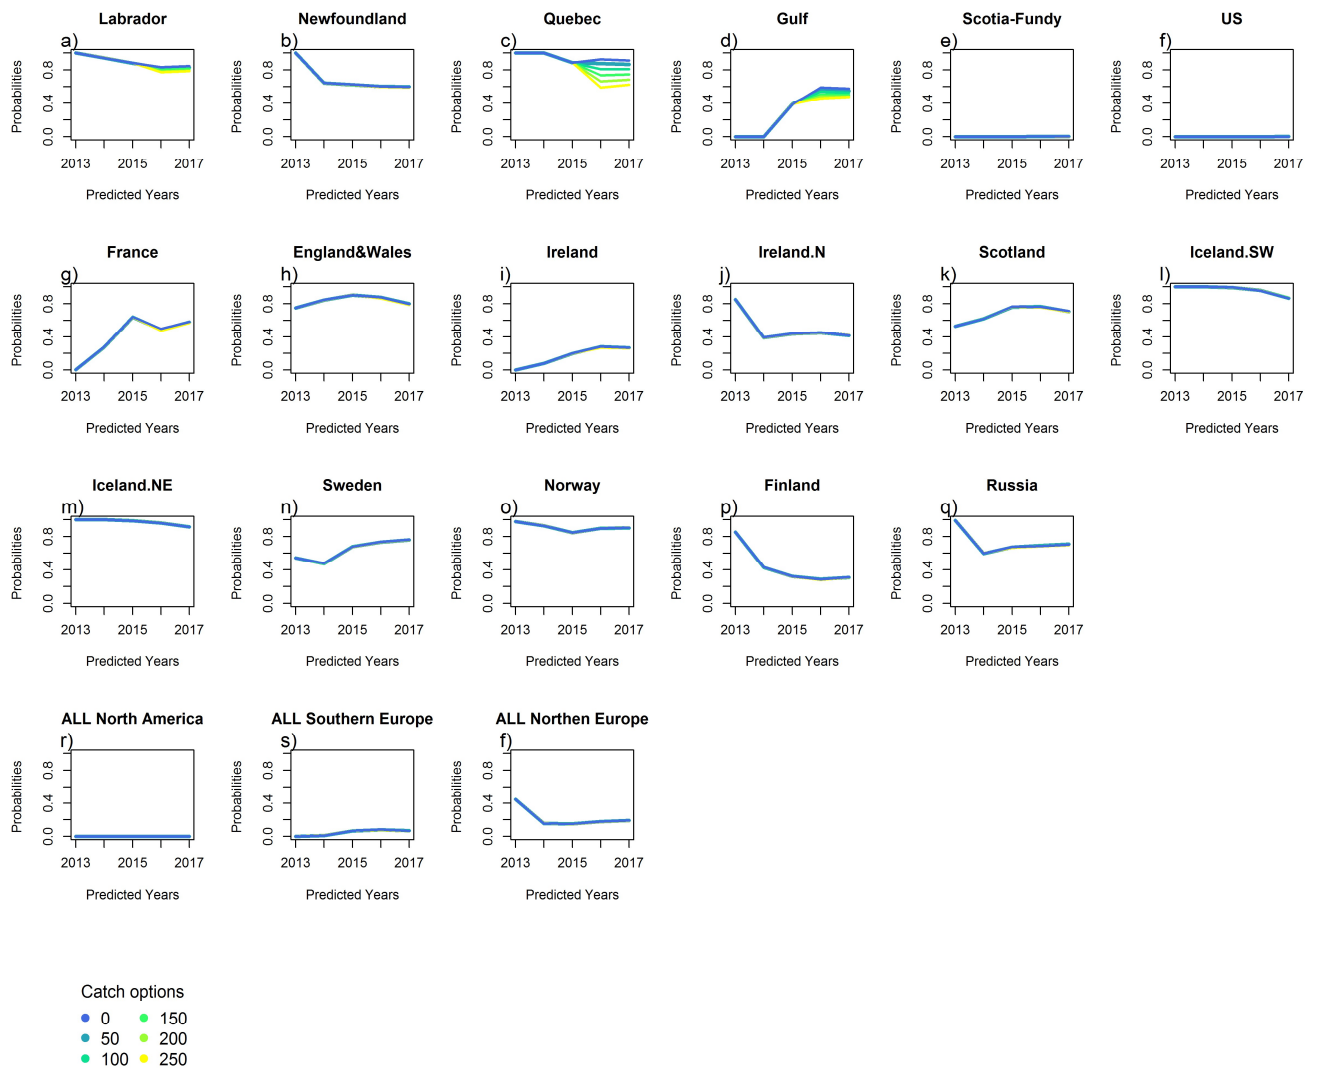 Labrador Newfoundland Quebec Gulf Scotia-Fundy US
a) b) c) d) e) f)
Probabilities 0.0 0.4 0.8 Probabilities 0.0 0.4 0.8 Probabilities 0.0 0.4 0.8 Probabilities 0.0 0.4 0.8 Probabilities 0.0 0.4 0.8 Probabilities 0.0 0.4 0.8
2013 2015 2017 2013 2015 2017 2013 2015 2017 2013 2015 2017 2013 2015 2017 2013 2015 2017
Predicted Years Predicted Years Predicted Years Predicted Years Predicted Years Predicted Years
France England&Wales Ireland Ireland.N Scotland Iceland.SW
g) h) i) j) k) l)
Probabilities 0.0 0.4 0.8 Probabilities 0.0 0.4 0.8 Probabilities 0.0 0.4 0.8 Probabilities 0.0 0.4 0.8 Probabilities 0.0 0.4 0.8 Probabilities 0.0 0.4 0.8
2013 2015 2017 2013 2015 2017 2013 2015 2017 2013 2015 2017 2013 2015 2017 2013 2015 2017
Predicted Years Predicted Years Predicted Years Predicted Years Predicted Years Predicted Years
Iceland.NE Sweden Norway Finland Russia
m) n) o) p) q)
Probabilities 0.0 0.4 0.8 Probabilities 0.0 0.4 0.8 Probabilities 0.0 0.4 0.8 Probabilities 0.0 0.4 0.8 Probabilities 0.0 0.4 0.8
2013 2015 2017 2013 2015 2017 2013 2015 2017 2013 2015 2017 2013 2015 2017
Predicted Years Predicted Years Predicted Years Predicted Years Predicted Years
ALL North America ALL Southern Europe ALL Northen Europe
r) s) f)
Probabilities 0.0 0.4 0.8 Probabilities 0.0 0.4 0.8 Probabilities 0.0 0.4 0.8
2013 2015 2017 2013 2015 2017 2013 2015 2017
Predicted Years Predicted Years Predicted Years
Catch options
0 150
50 200
100 250